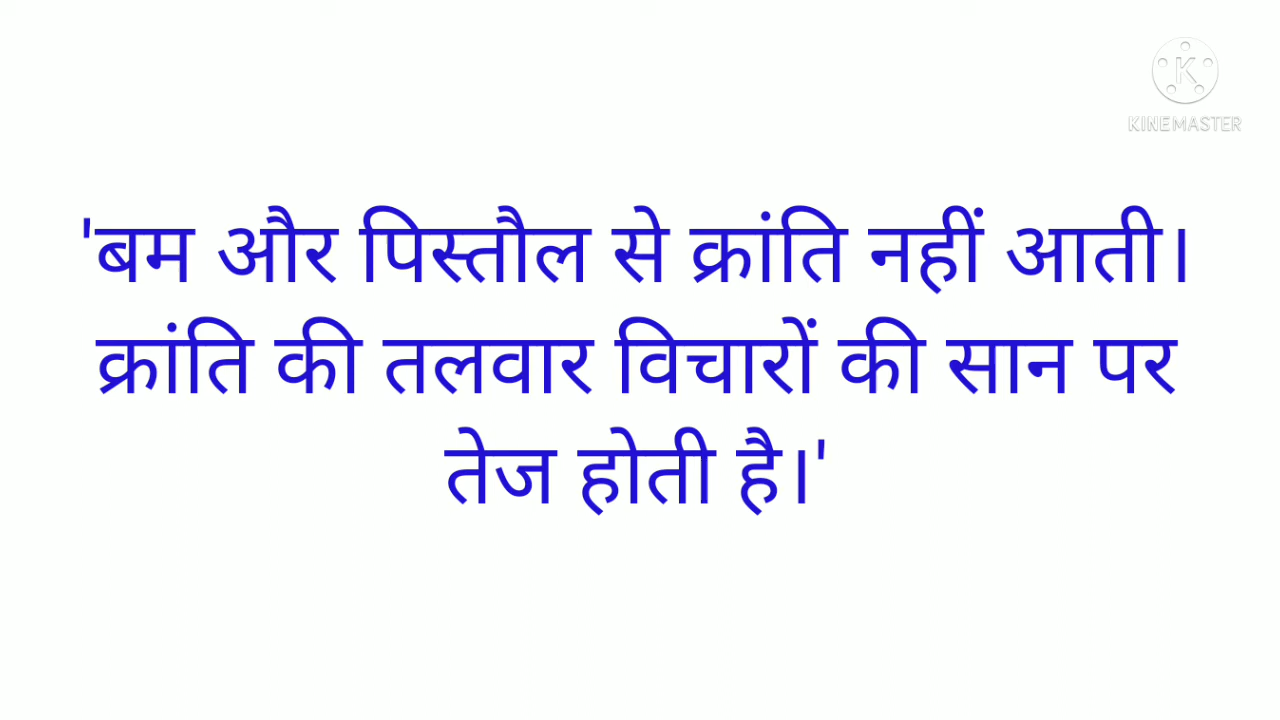 KINEMASTER
'बम और पिस्तौल से क्रांति नहीं आती।
क्रांति की तलवार विचारों की सान पर
तेज होती है।'